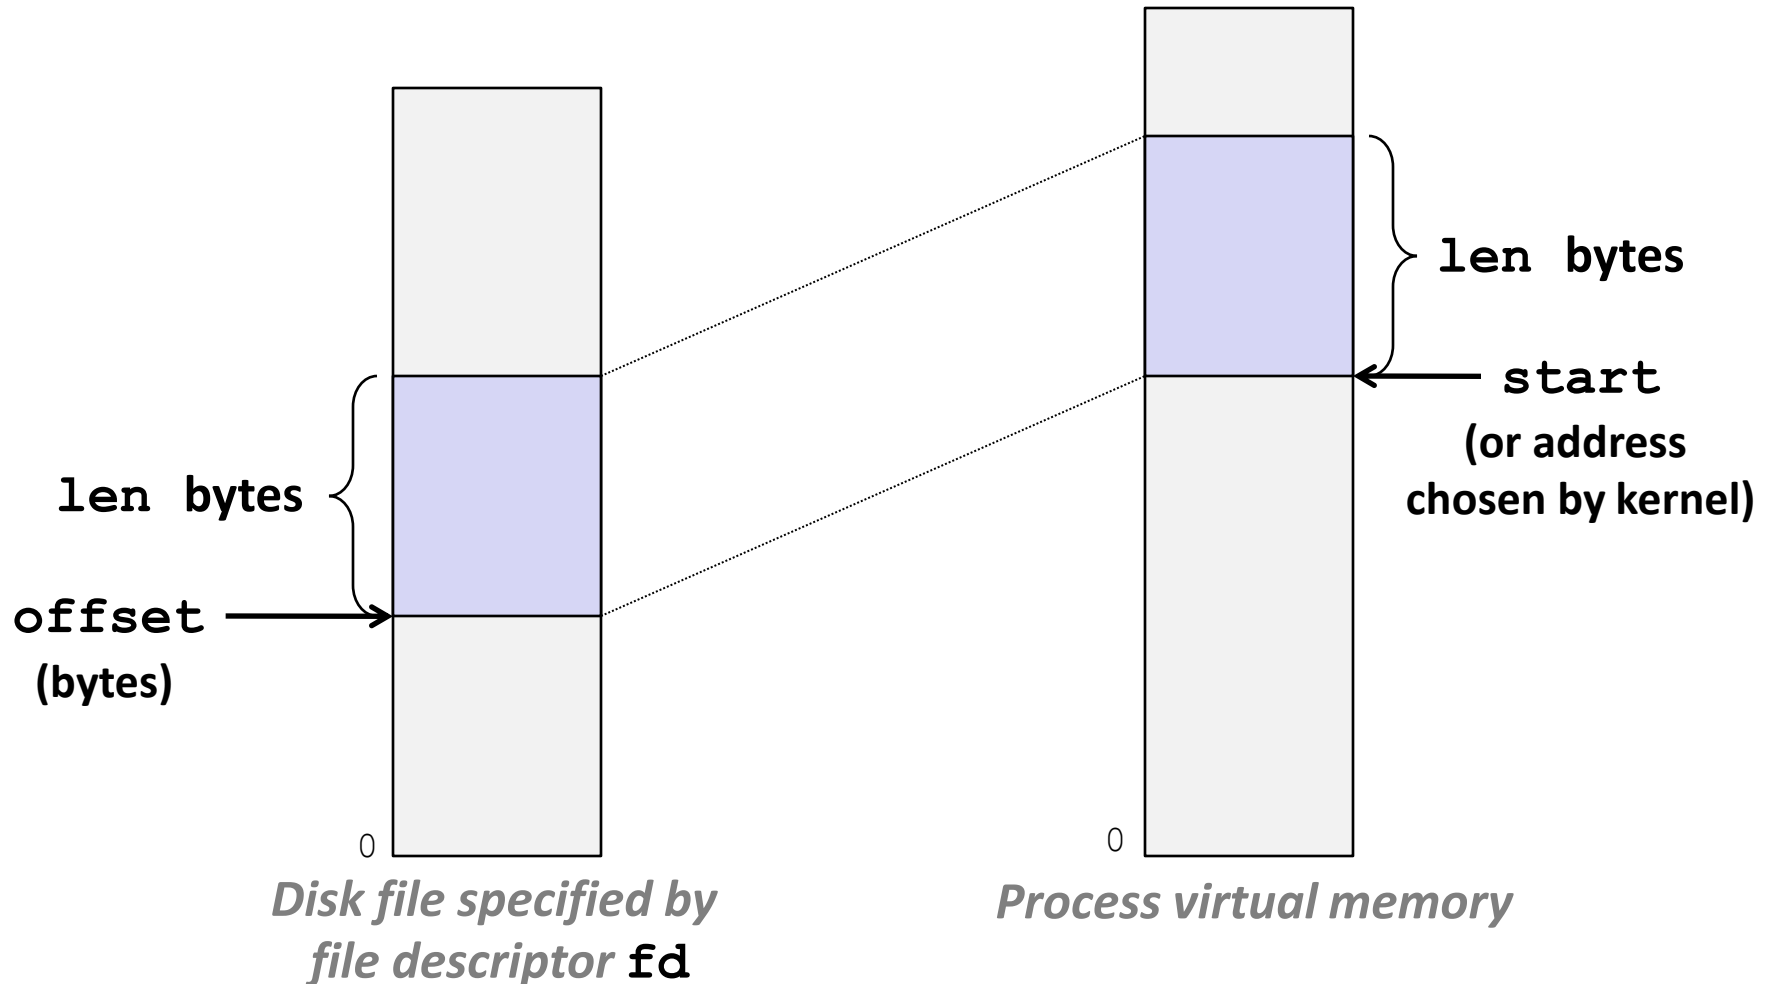 len bytes
start
(or address
chosen by kernel)
len bytes
offset
(bytes)
0
0
Disk file specified by
file descriptor fd
Process virtual memory